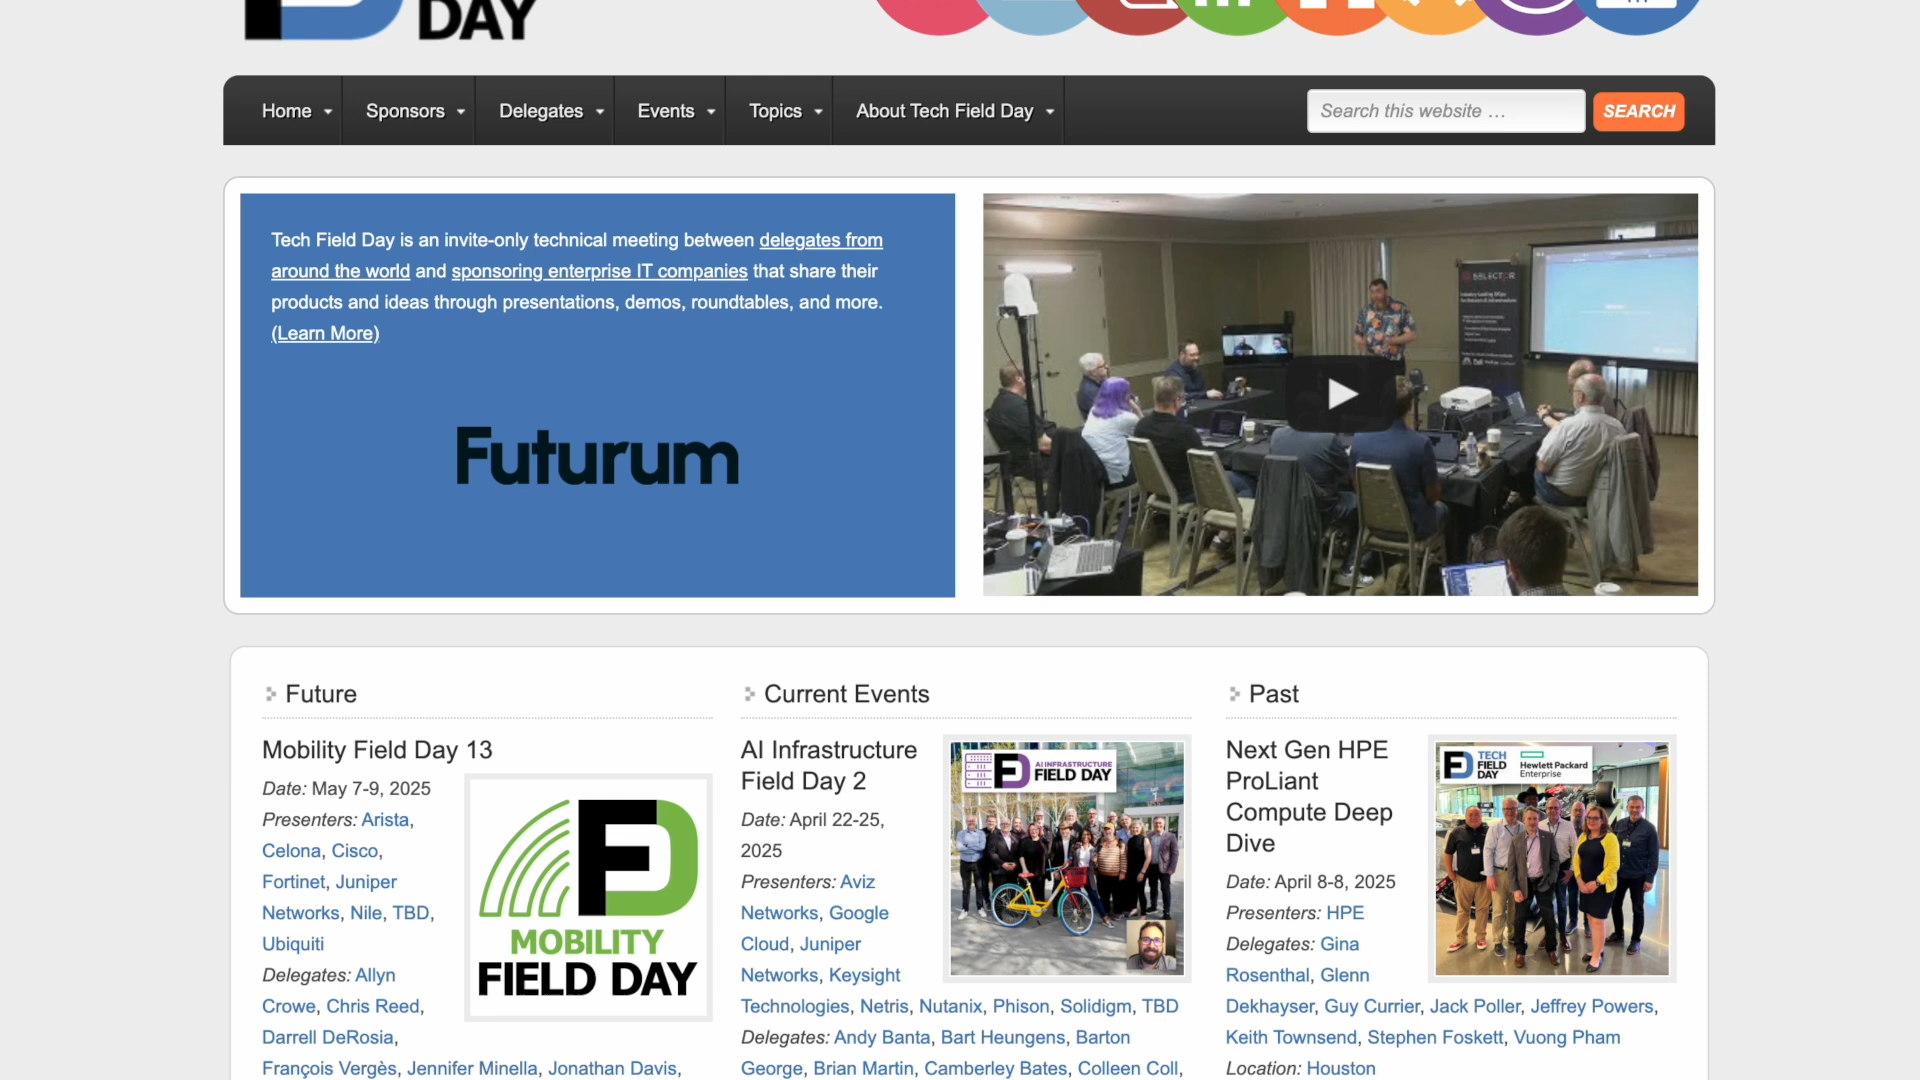 DAY
Home
Sponsors
Delegates
Events
Topics
About Tech Field Day
Search this website …
SEARCH
Tech Field Day is an invite-only technical meeting between delegates from
around the world and sponsoring enterprise IT companies that share their
products and ideas through presentations, demos, roundtables, and more.
(Learn More)
Futurum
SELECTOR
Future
Mobility Field Day 13
Date: May 7-9, 2025
Presenters: Arista,
Celona, Cisco,
Fortinet, Juniper
Networks, Nile, TBD,
Ubiquiti
Delegates: Allyn
Crowe, Chris Reed,
Darrell DeRosia,
François Vergès, Jennifer Minella, Jonathan Davis,
FD
MOBILITY
FIELD DAY
Current Events
AI Infrastructure
Field Day 2
Date: April 22-25,
2025
Presenters: Aviz
Networks, Google
Cloud, Juniper
Networks, Keysight
Technologies, Netris, Nutanix, Phison, Solidigm, TBD
Delegates: Andy Banta, Bart Heungens, Barton
George, Brian Martin, Camberley Bates, Colleen Coll,
FD
AI INFRASTRUCTURE
FIELD DAY
Past
Next Gen HPE
ProLiant
Compute Deep
Dive
Date: April 8-8, 2025
Presenters: HPE
Delegates: Gina
Rosenthal, Glenn
Dekhayser, Guy Currier, Jack Poller, Jeffrey Powers,
Keith Townsend, Stephen Foskett, Vuong Pham
Location: Houston
FD
TECH
FIELD
DAY
Hewlett Packard
Enterprise